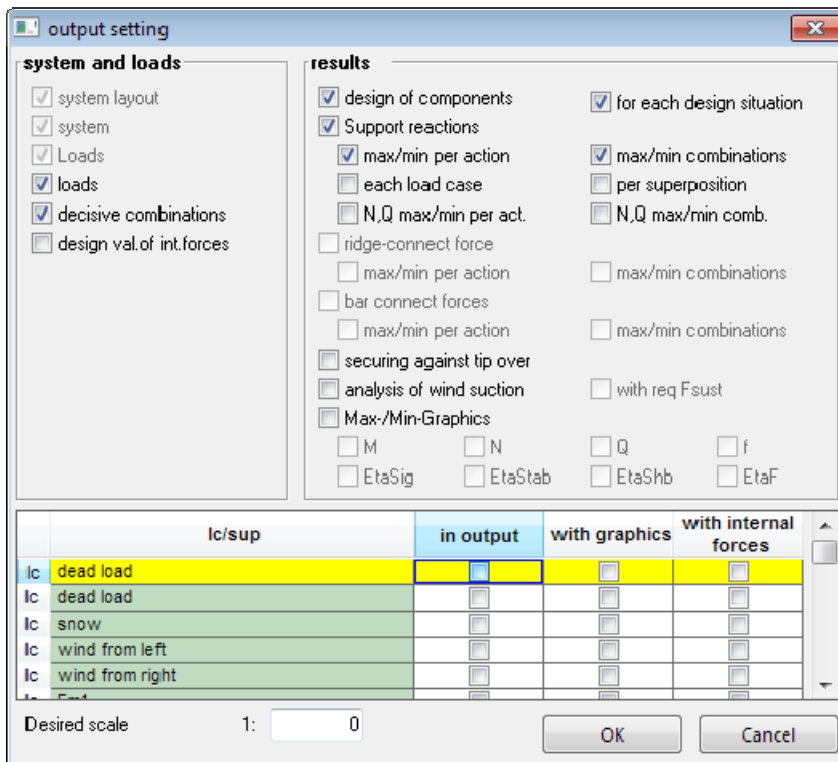 output setting
system and loads
system layout
system
Loads
loads
decisive combinations
design val.of int.forces
results
design of components
for each design situation
Support reactions
max/min per action
max/min combinations
each load case
per superposition
N,Q max/min per act.
N,Q max/min comb.
ridge-connect force
max/min per action
max/min combinations
bar connect forces
max/min per action
max/min combinations
securing against tip over
analysis of wind suction
with req Fsust
Max-/Min-Graphics
M N Q f
EtaSig EtaStab EtaShb EtaF
lc/sup in output with graphics with internal forces
lc dead load
lc dead load
lc snow
lc wind from left
lc wind from right
Desired scale 1: 0
OK Cancel